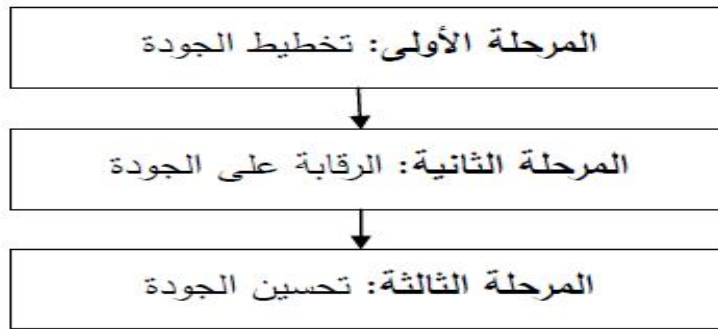 المرحلة الأولى: تخطيط الجودة
المرحلة الثانية: الرقابة على الجودة
المرحلة الثالثة: تحسين الجودة